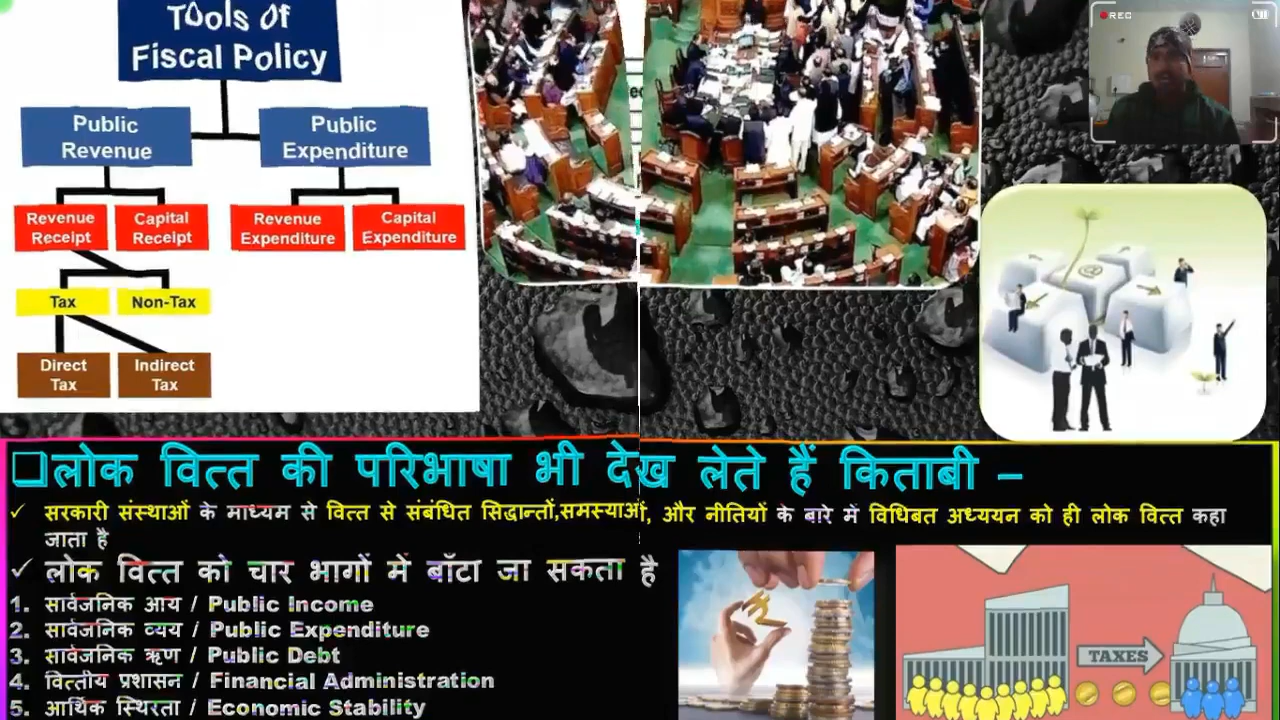 Tools Of
Fiscal Policy
Public
Revenue
Public
Expenditure
Revenue
Receipt
Capital
Receipt
Revenue
Expenditure
Capital
Expenditure
Tax
Non-Tax
Direct
Tax
Indirect
Tax
REC
@
❑लोक वित्त की परिभाषा भी देख लेते हैं किताबी –
✓ सरकारी संस्थाओं के माध्यम से वित्त से संबंधित सिद्धान्तों,समस्याओं, और नीतियों के बारे में विधिबत अध्ययन को ही लोक वित्त कहा
जाता है
✓ लोक वित्त को चार भागों में बाँटा जा सकता है
1. सार्वजनिक आय / Public Income
2. सार्वजनिक व्यय / Public Expenditure
3. सार्वजनिक ऋण / Public Debt
4. वित्तीय प्रशासन / Financial Administration
5. आर्थिक स्थिरता / Economic Stability
TAXES